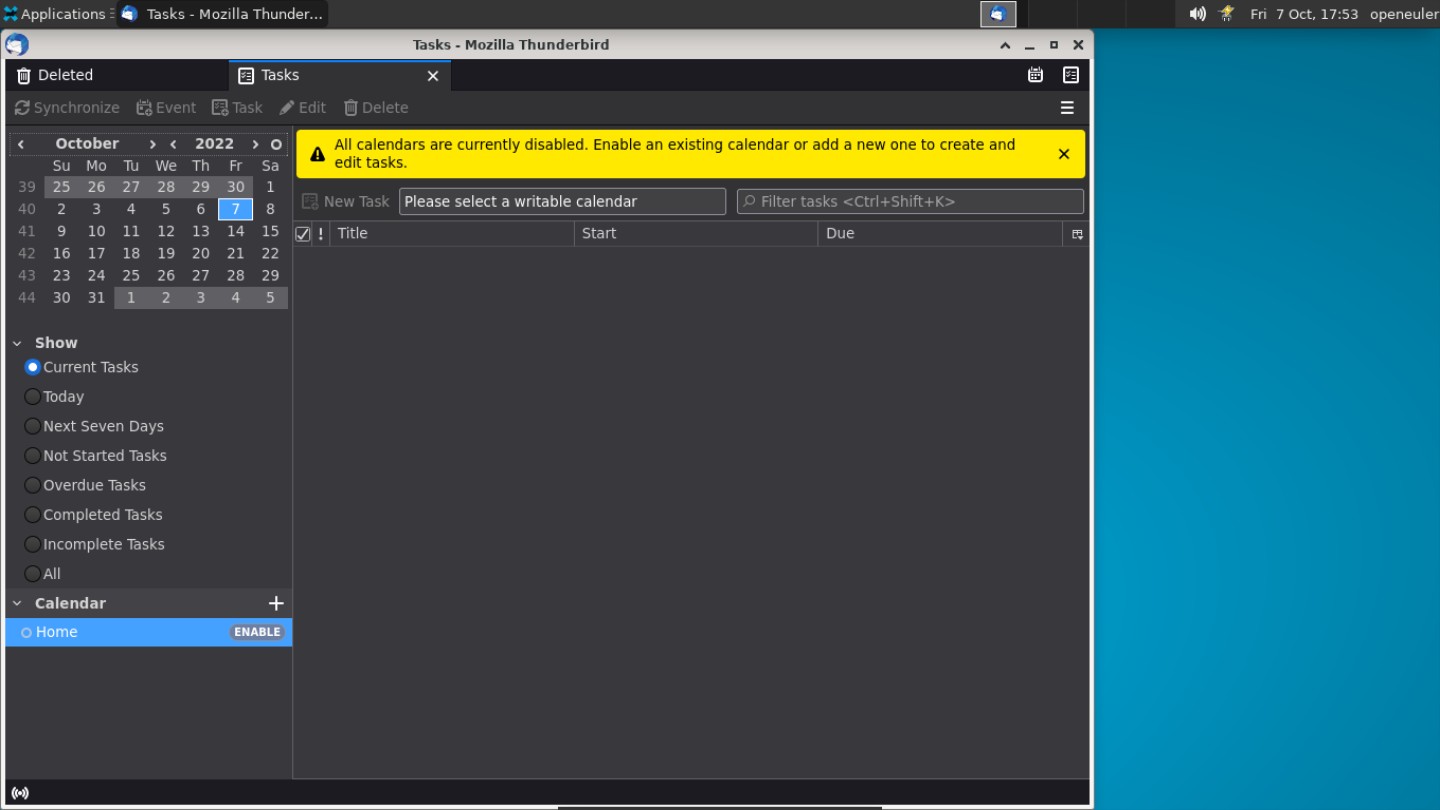 Applications
Tasks - Mozilla Thunder...
Fri 7 Oct, 17:53
openeuler
Tasks - Mozilla Thunderbird
Deleted
Tasks
Synchronize
Event
Task
Edit
Delete
October
2022
Su Mo Tu We Th Fr Sa
39 25 26 27 28 29 30 1
40 2 3 4 5 6 7 8
41 9 10 11 12 13 14 15
42 16 17 18 19 20 21 22
43 23 24 25 26 27 28 29
44 30 31 1 2 3 4 5
Show
Current Tasks
Today
Next Seven Days
Not Started Tasks
Overdue Tasks
Completed Tasks
Incomplete Tasks
All
Calendar
Home
ENABLE
All calendars are currently disabled. Enable an existing calendar or add a new one to create and
edit tasks.
New Task
Please select a writable calendar
Filter tasks <Ctrl+Shift+K>
! Title
Start
Due